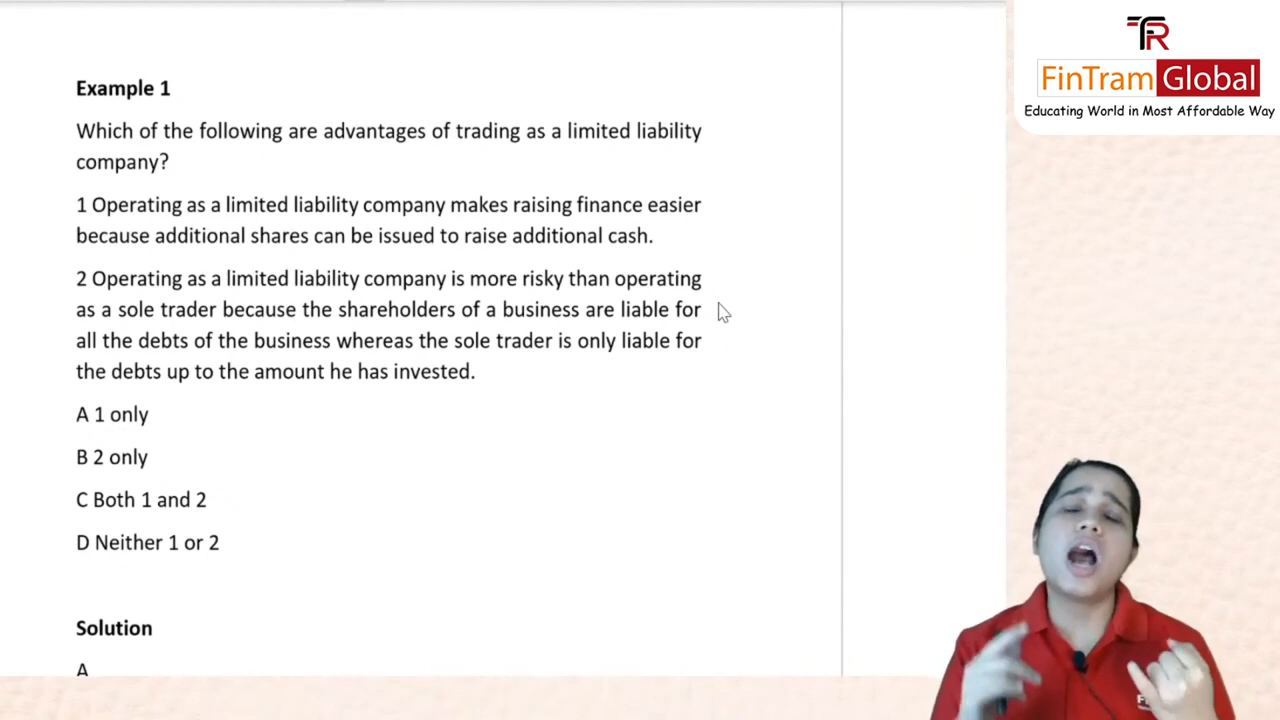 Example 1
Which of the following are advantages of trading as a limited liability
company?
1 Operating as a limited liability company makes raising finance easier
because additional shares can be issued to raise additional cash.
2 Operating as a limited liability company is more risky than operating
as a sole trader because the shareholders of a business are liable for
all the debts of the business whereas the sole trader is only liable for
the debts up to the amount he has invested.
A 1 only
B 2 only
C Both 1 and 2
D Neither 1 or 2
Solution
A
TR
FinTram Global
Educating World in Most Affordable Way